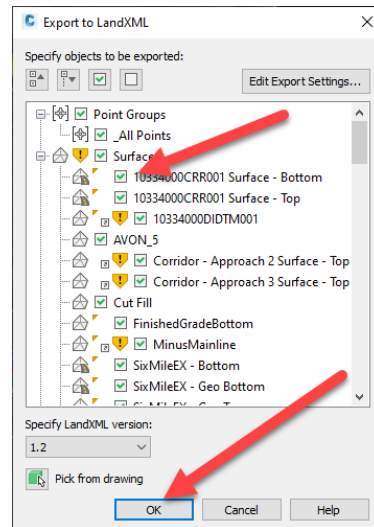 Export to LandXML
Specify objects to be exported:
Edit Export Settings...
Point Groups
_All Points
Surface
10334000CRR001 Surface - Bottom
10334000CRR001 Surface - Top
10334000DIDTM001
AVON_5
Corridor - Approach 2 Surface - Top
Corridor - Approach 3 Surface - Top
Cut Fill
FinishedGradeBottom
MinusMainline
SixMileEX - Bottom
SixMileEX - Geo Bottom
Specify LandXML version:
1.2
Pick from drawing
OK Cancel Help